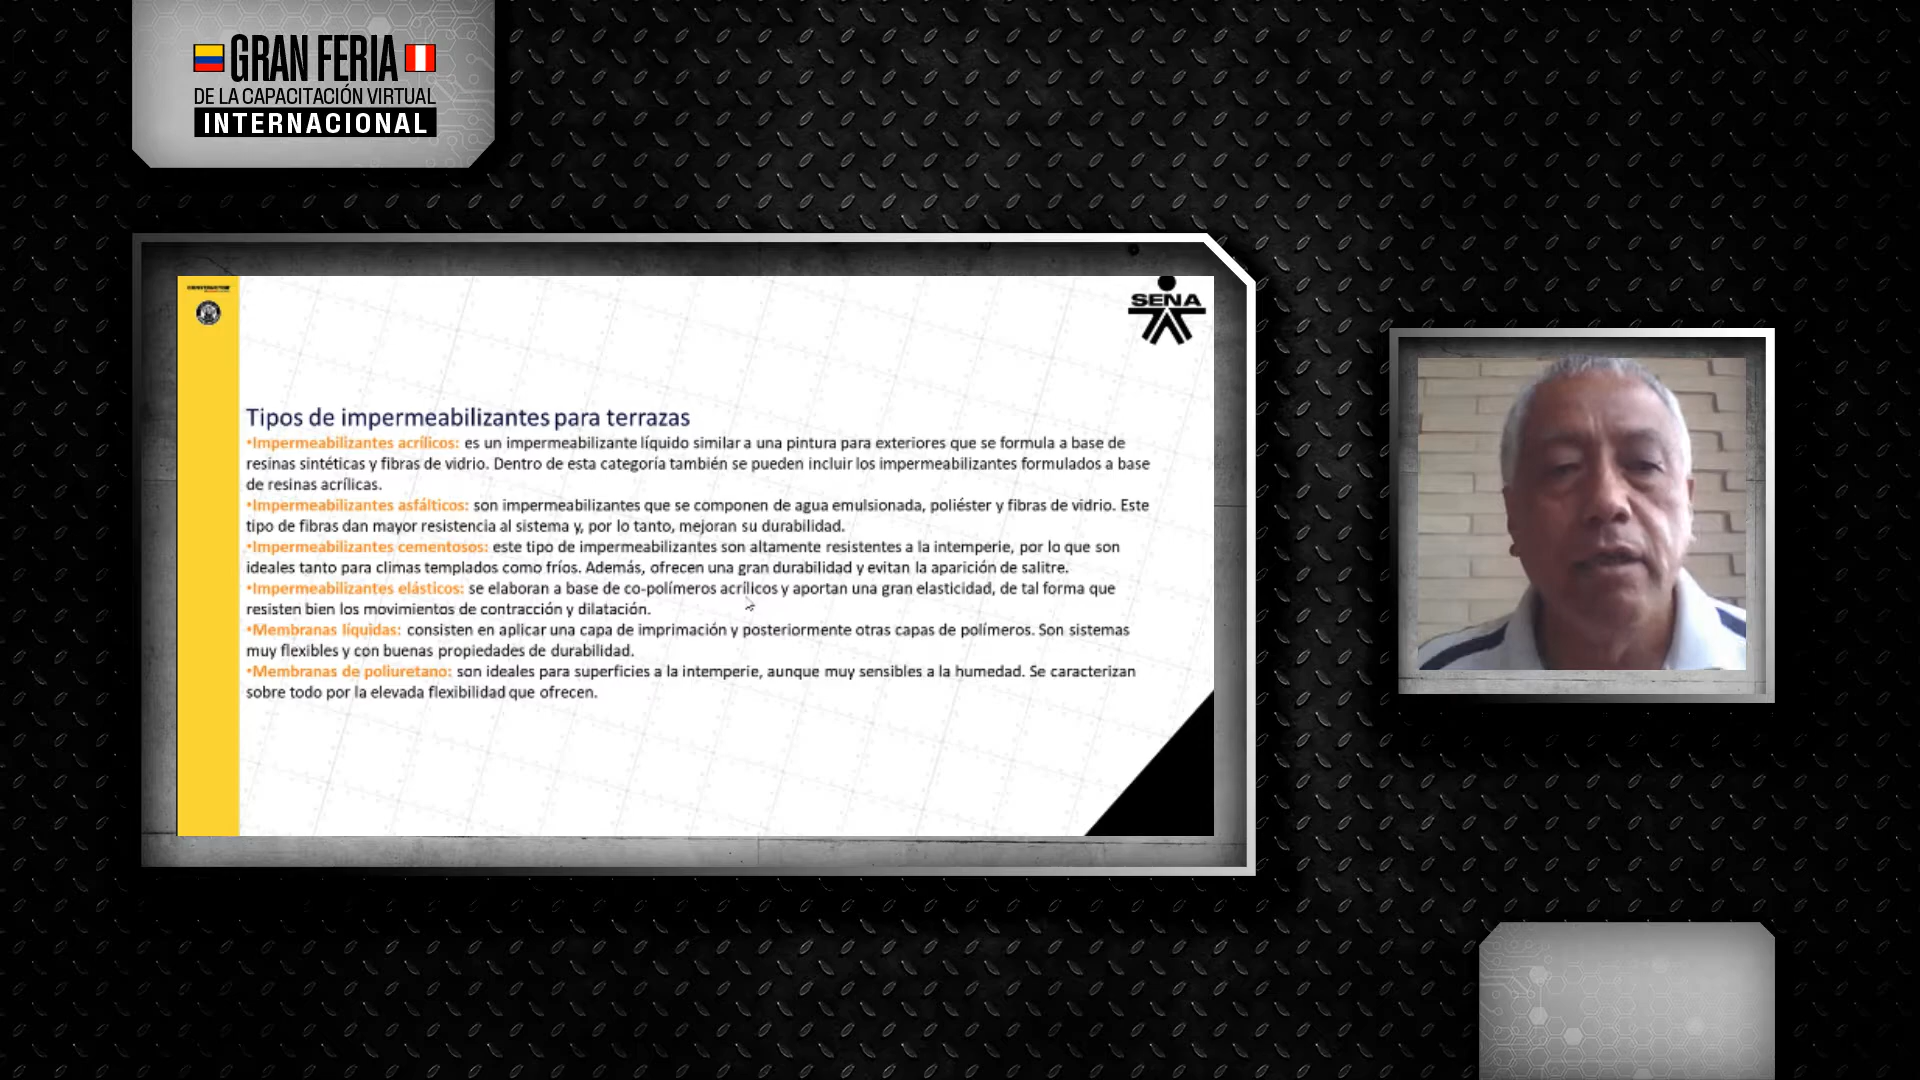 GRAN FERIA
DE LA CAPACITACIÓN VIRTUAL
INTERNACIONAL
SENA
Tipos de impermeabilizantes para terrazas
•Impermeabilizantes acrílicos: es un impermeabilizante líquido similar a una pintura para exteriores que se formula a base de
resinas sintéticas y fibras de vidrio. Dentro de esta categoría también se pueden incluir los impermeabilizantes formulados a base
de resinas acrílicas.
•Impermeabilizantes asfálticos: son impermeabilizantes que se componen de agua emulsionada, poliéster y fibras de vidrio. Este
tipo de fibras dan mayor resistencia al sistema y, por lo tanto, mejoran su durabilidad.
•Impermeabilizantes cementosos: este tipo de impermeabilizantes son altamente resistentes a la intemperie, por lo que son
ideales tanto para climas templados como fríos. Además, ofrecen una gran durabilidad y evitan la aparición de salitre.
•Impermeabilizantes elásticos: se elaboran a base de co-polímeros acrílicos y aportan una gran elasticidad, de tal forma que
resisten bien los movimientos de contracción y dilatación.
•Membranas líquidas: consisten en aplicar una capa de imprimación y posteriormente otras capas de polímeros. Son sistemas
muy flexibles y con buenas propiedades de durabilidad.
•Membranas de poliuretano: son ideales para superficies a la intemperie, aunque muy sensibles a la humedad. Se caracterizan
sobre todo por la elevada flexibilidad que ofrecen.